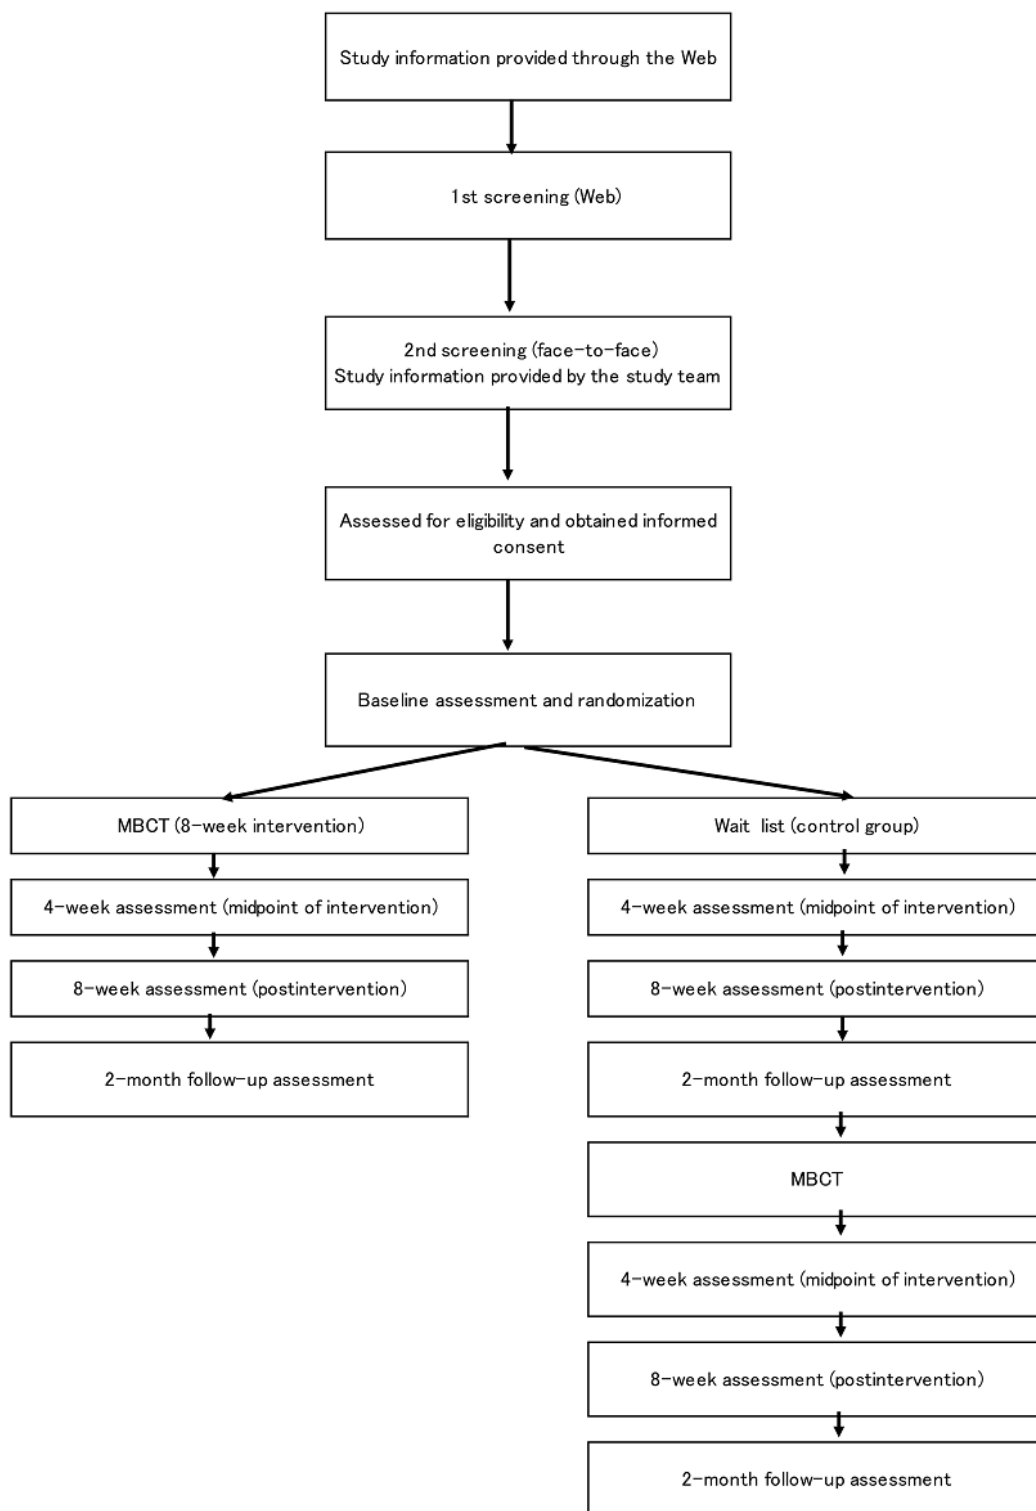 Study information provided through the Web
1st screening (Web)
2nd screening (face-to-face)
Study information provided by the study team
Assessed for eligibility and obtained informed
consent
Baseline assessment and randomization
MBCT (8-week intervention)
4-week assessment (midpoint of intervention)
8-week assessment (postintervention)
2-month follow-up assessment
Wait list (control group)
4-week assessment (midpoint of intervention)
8-week assessment (postintervention)
2-month follow-up assessment
MBCT
4-week assessment (midpoint of intervention)
8-week assessment (postintervention)
2-month follow-up assessment